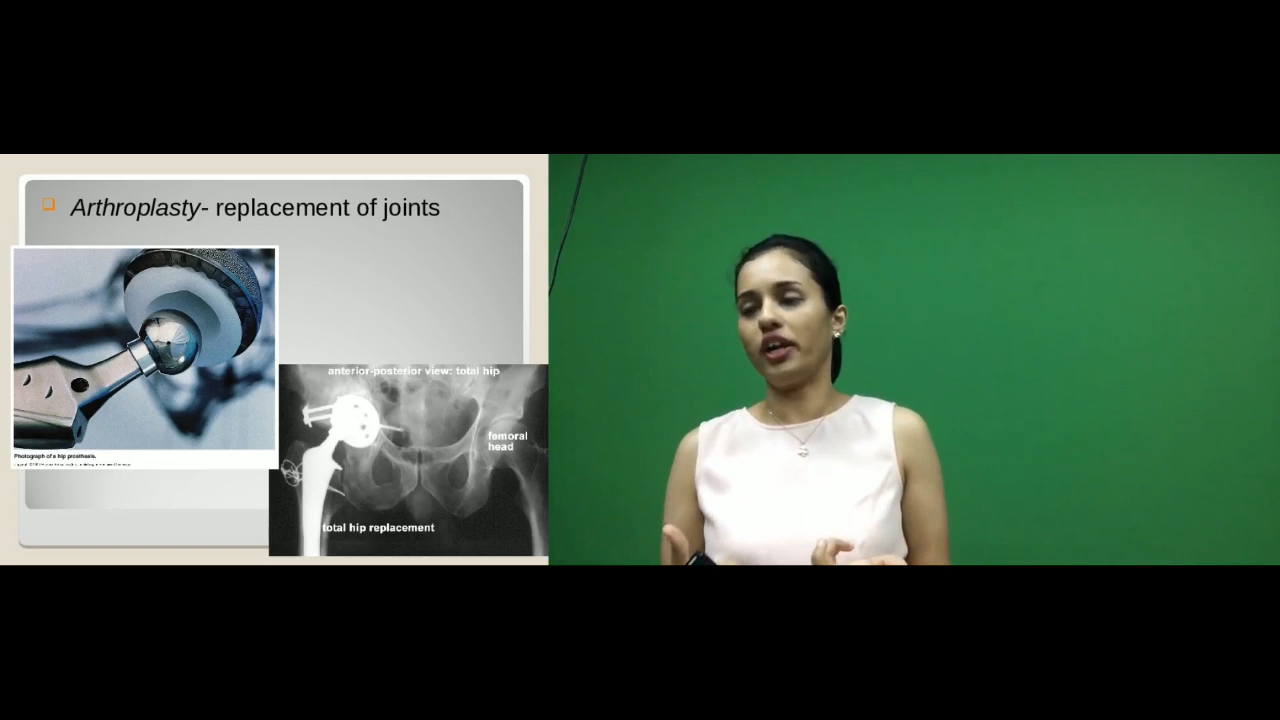 Arthroplasty- replacement of joints
Photograph of a hip prosthesis.
anterior-posterior view: total hip
femoral
head
total hip replacement